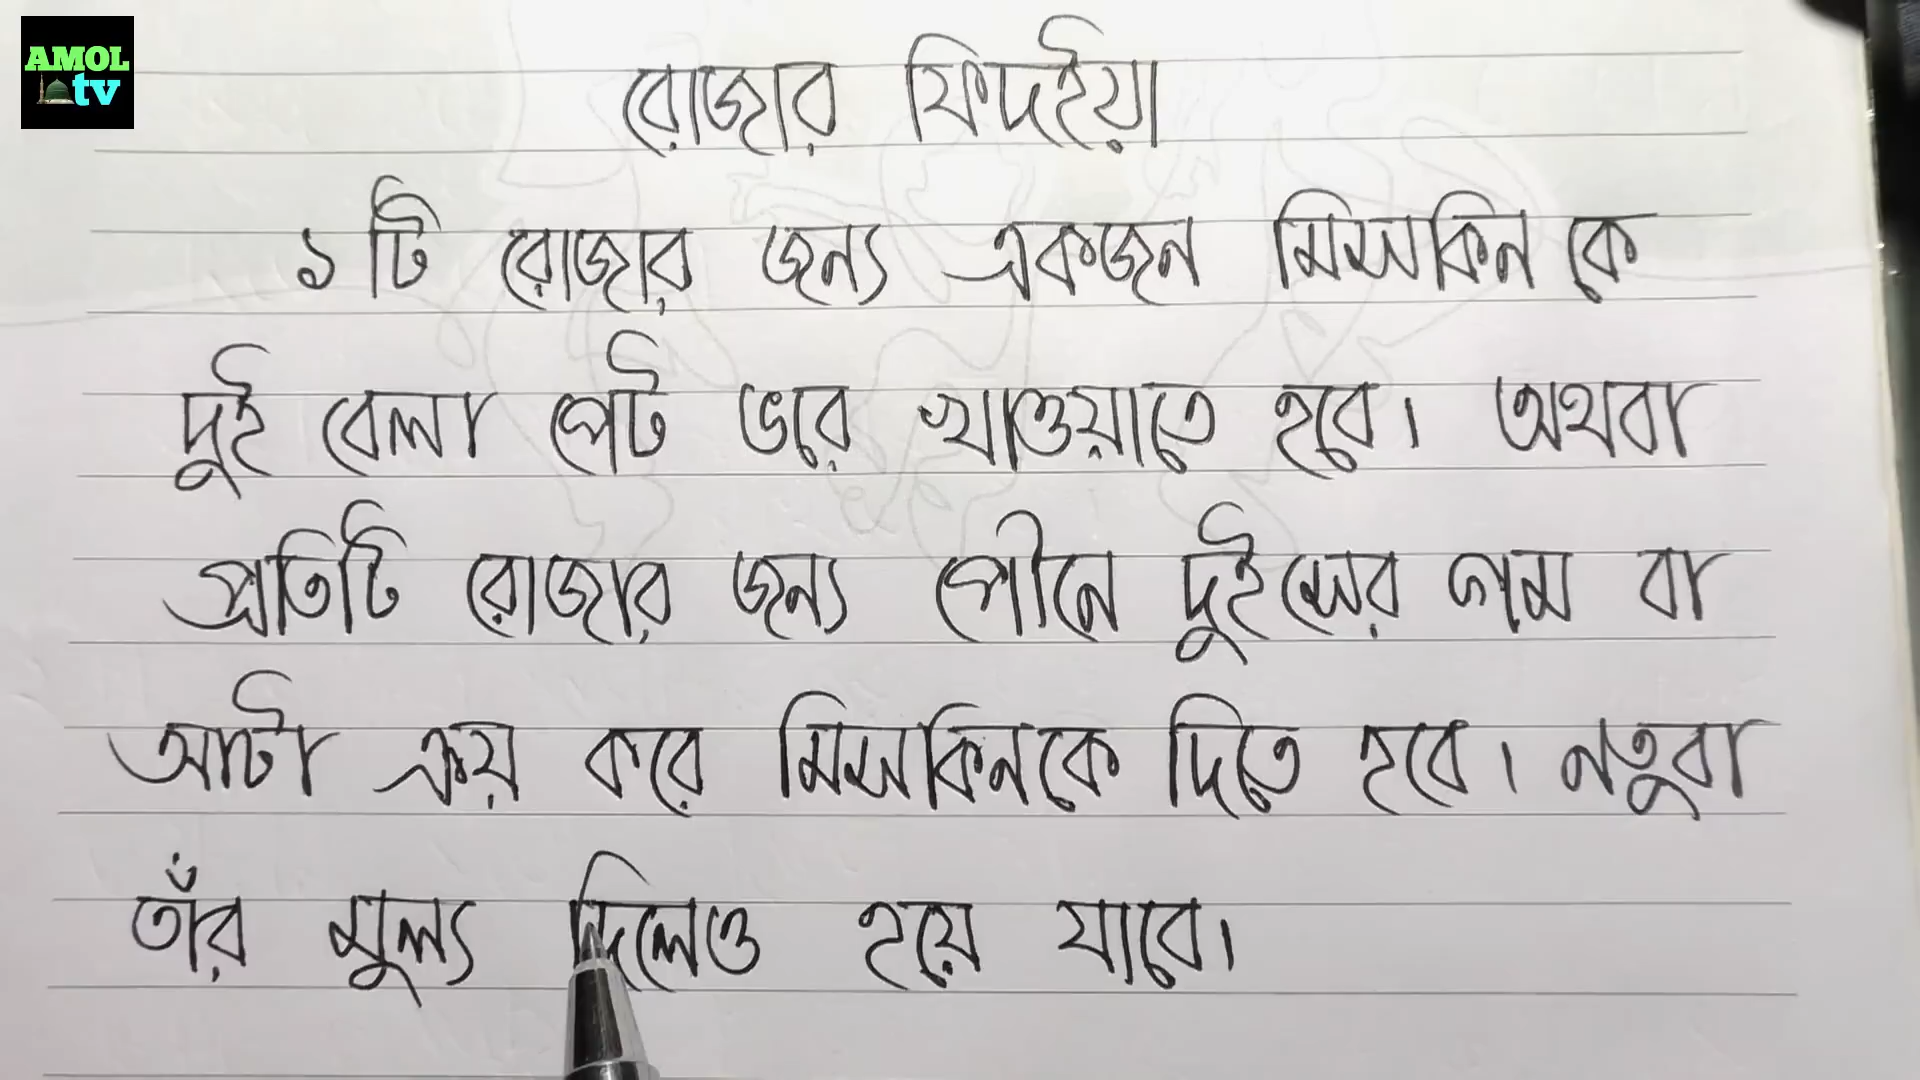 AMOL
tv
রোজার ফিদইয়া
১টি রোজার জন্য একজন মিসকিন কে
দুই বেলা পেট ভরে খাওয়াতে হবে। অথবা
প্রতিটি রোজার জন্য পৌনে দুইসের গম বা
আটা ক্রয় করে মিসকিনকে দিতে হবে। নতুবা
তাঁর মুল্য দিলেও হয়ে যাবে।